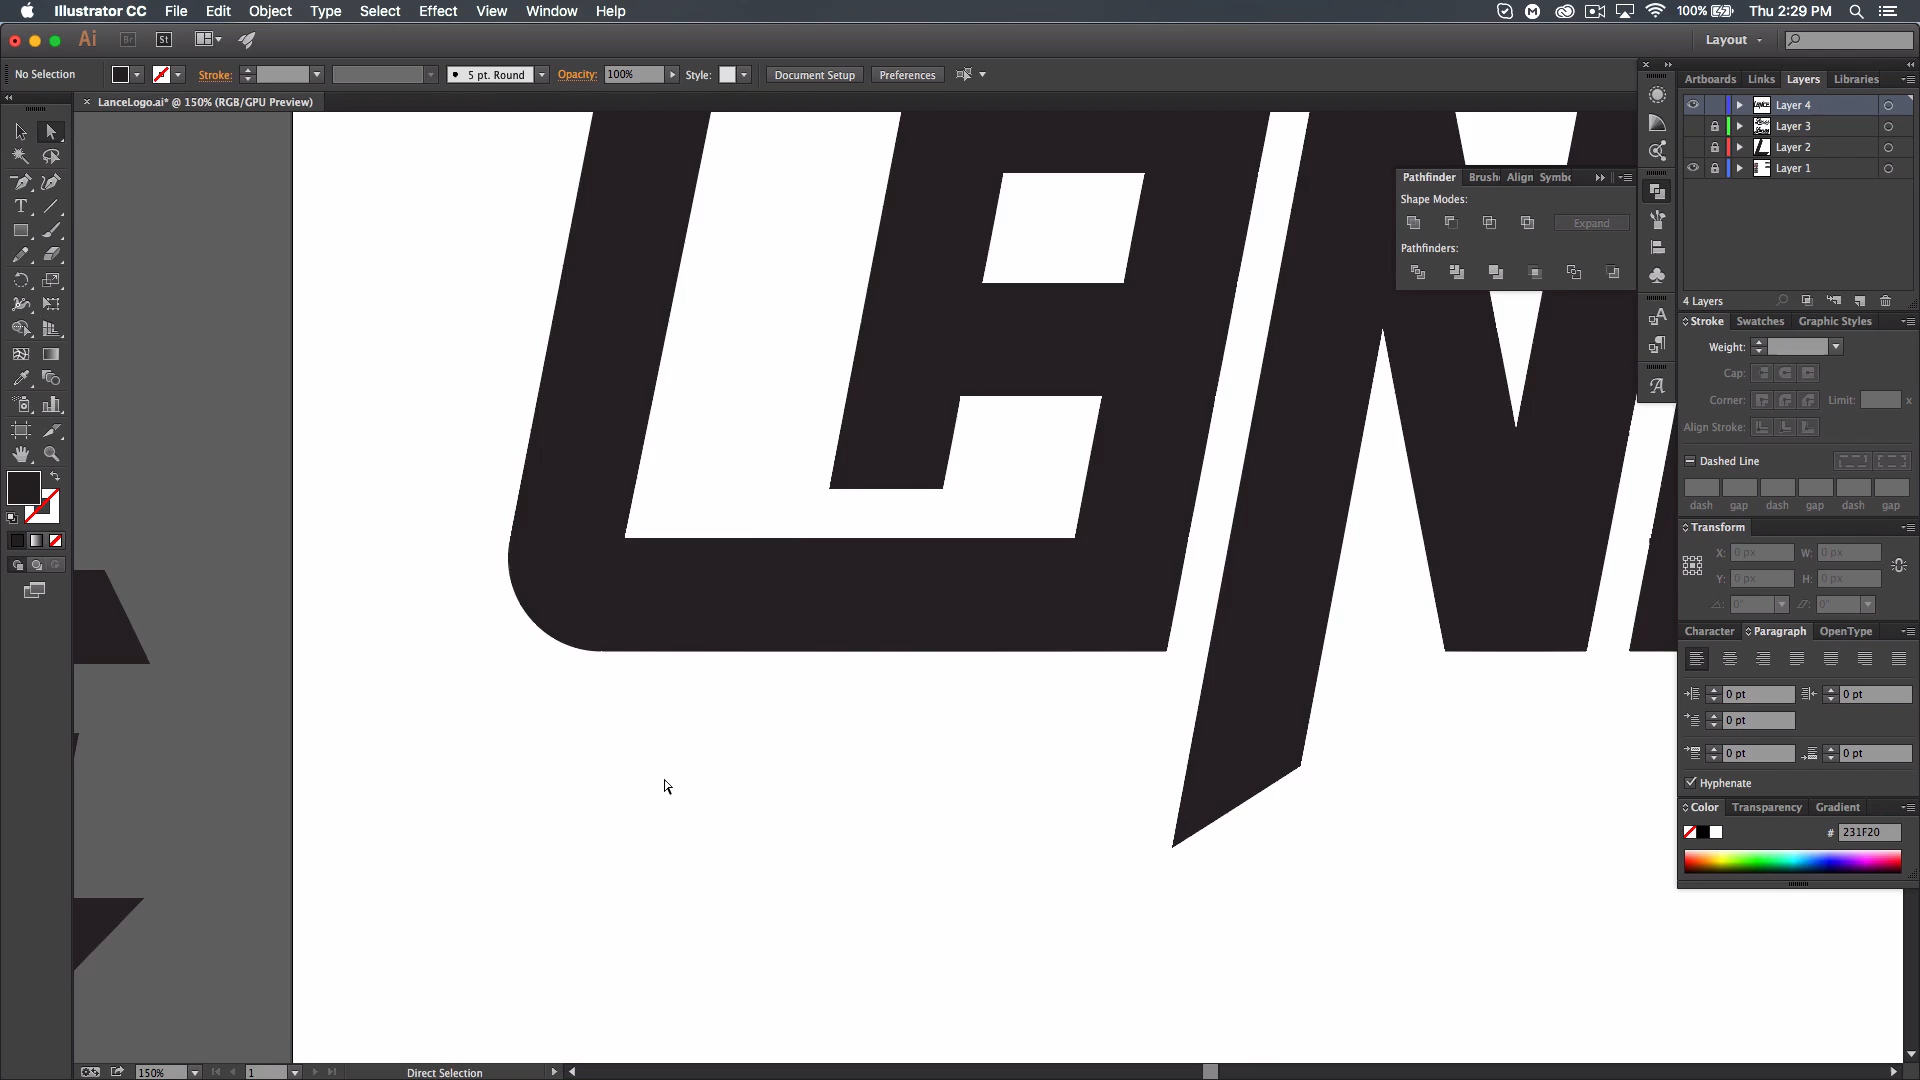 Illustrator CC File Edit Object Type Select Effect View Window Help
100% Thu 2:29 PM
Ai Br St Layout
No Selection Stroke: 5 pt. Round Opacity: 100% Style: Document Setup Preferences
× LanceLogo.ai* @ 150% (RGB/GPU Preview)
Artboards Links Layers Libraries
Layer 4
Layer 3
Layer 2
Layer 1
4 Layers
Pathfinder Brush Align Symbo
Shape Modes:
Expand
Pathfinders:
Stroke Swatches Graphic Styles
Weight:
Cap:
Corner: Limit: x
Align Stroke:
Dashed Line
dash gap dash gap dash gap
Transform
X: 0 px W: 0 px
Y: 0 px H: 0 px
0° 0°
Character Paragraph OpenType
0 pt 0 pt
0 pt
0 pt 0 pt
Hyphenate
Color Transparency Gradient
# 231F20
150% 1 Direct Selection